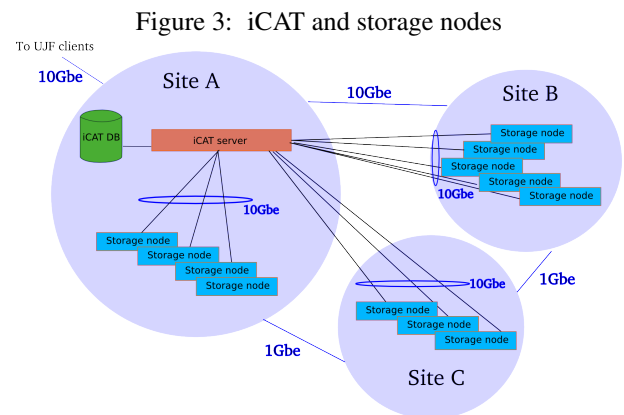 Figure 3: iCAT and storage nodes
To UJF clients
10Gbe
Site A
10Gbe
Site B
iCAT DB
iCAT server
Storage node
Storage node
Storage node
Storage node
Storage node
10Gbe
10Gbe
Storage node
Storage node
Storage node
Storage node
1Gbe
10Gbe
Storage node
Storage node
Storage node
1Gbe
Site C